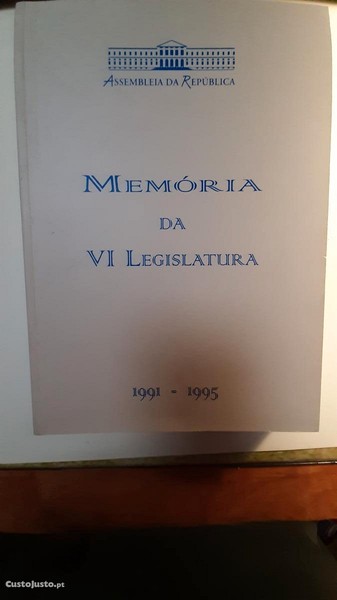 ASSEMBLEIA DA REPÚBLICA
MEMÓRIA
DA
VI LEGISLATURA
1991 - 1995
CustoJusto.pt